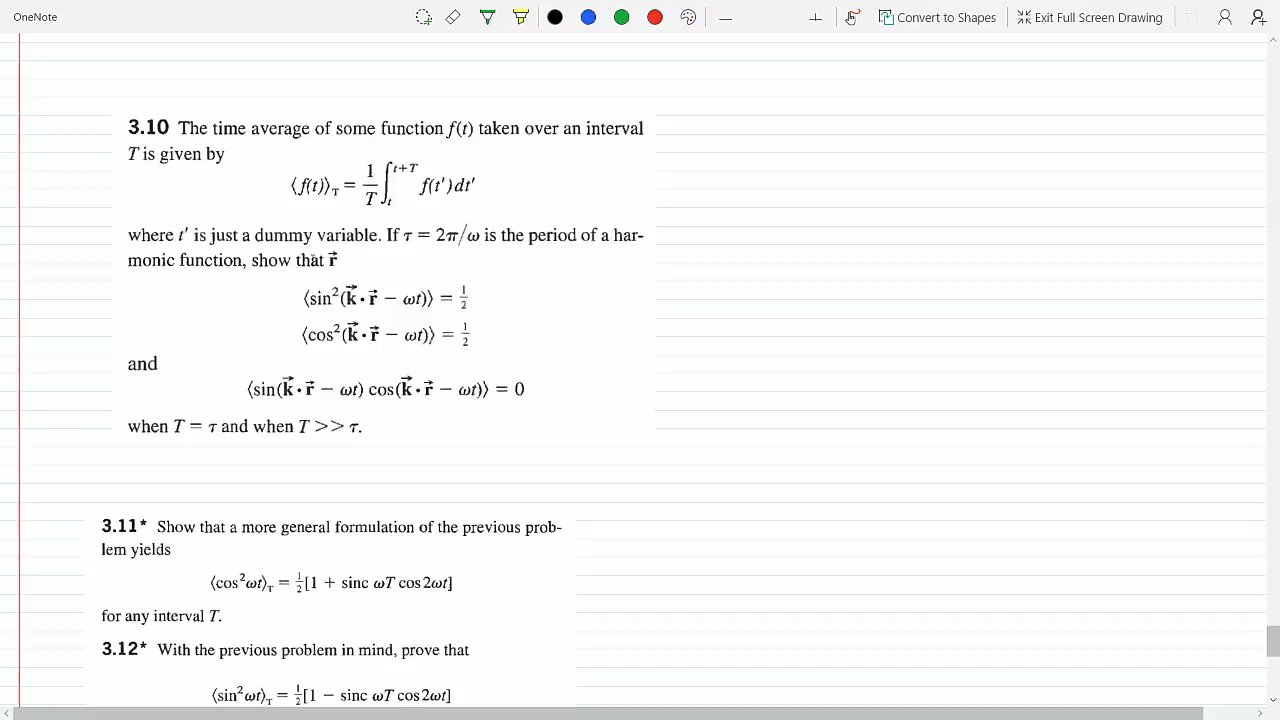 OneNote
Convert to Shapes
Exit Full Screen Drawing
3.10 The time average of some function f(t) taken over an interval
T is given by
⟨f(t)⟩_T = 1/T ∫_t^{t+T} f(t′)dt′
where t′ is just a dummy variable. If τ = 2π/ω is the period of a har-
monic function, show that r⃗
⟨sin²(k⃗ • r⃗ − ωt)⟩ = 1/2
⟨cos²(k⃗ • r⃗ − ωt)⟩ = 1/2
and
⟨sin(k⃗ • r⃗ − ωt) cos(k⃗ • r⃗ − ωt)⟩ = 0
when T = τ and when T >> τ.
3.11* Show that a more general formulation of the previous prob-
lem yields
⟨cos²ωt⟩_T = 1/2[1 + sinc ωT cos 2ωt]
for any interval T.
3.12* With the previous problem in mind, prove that
⟨sin²ωt⟩_T = 1/2[1 − sinc ωT cos 2ωt]